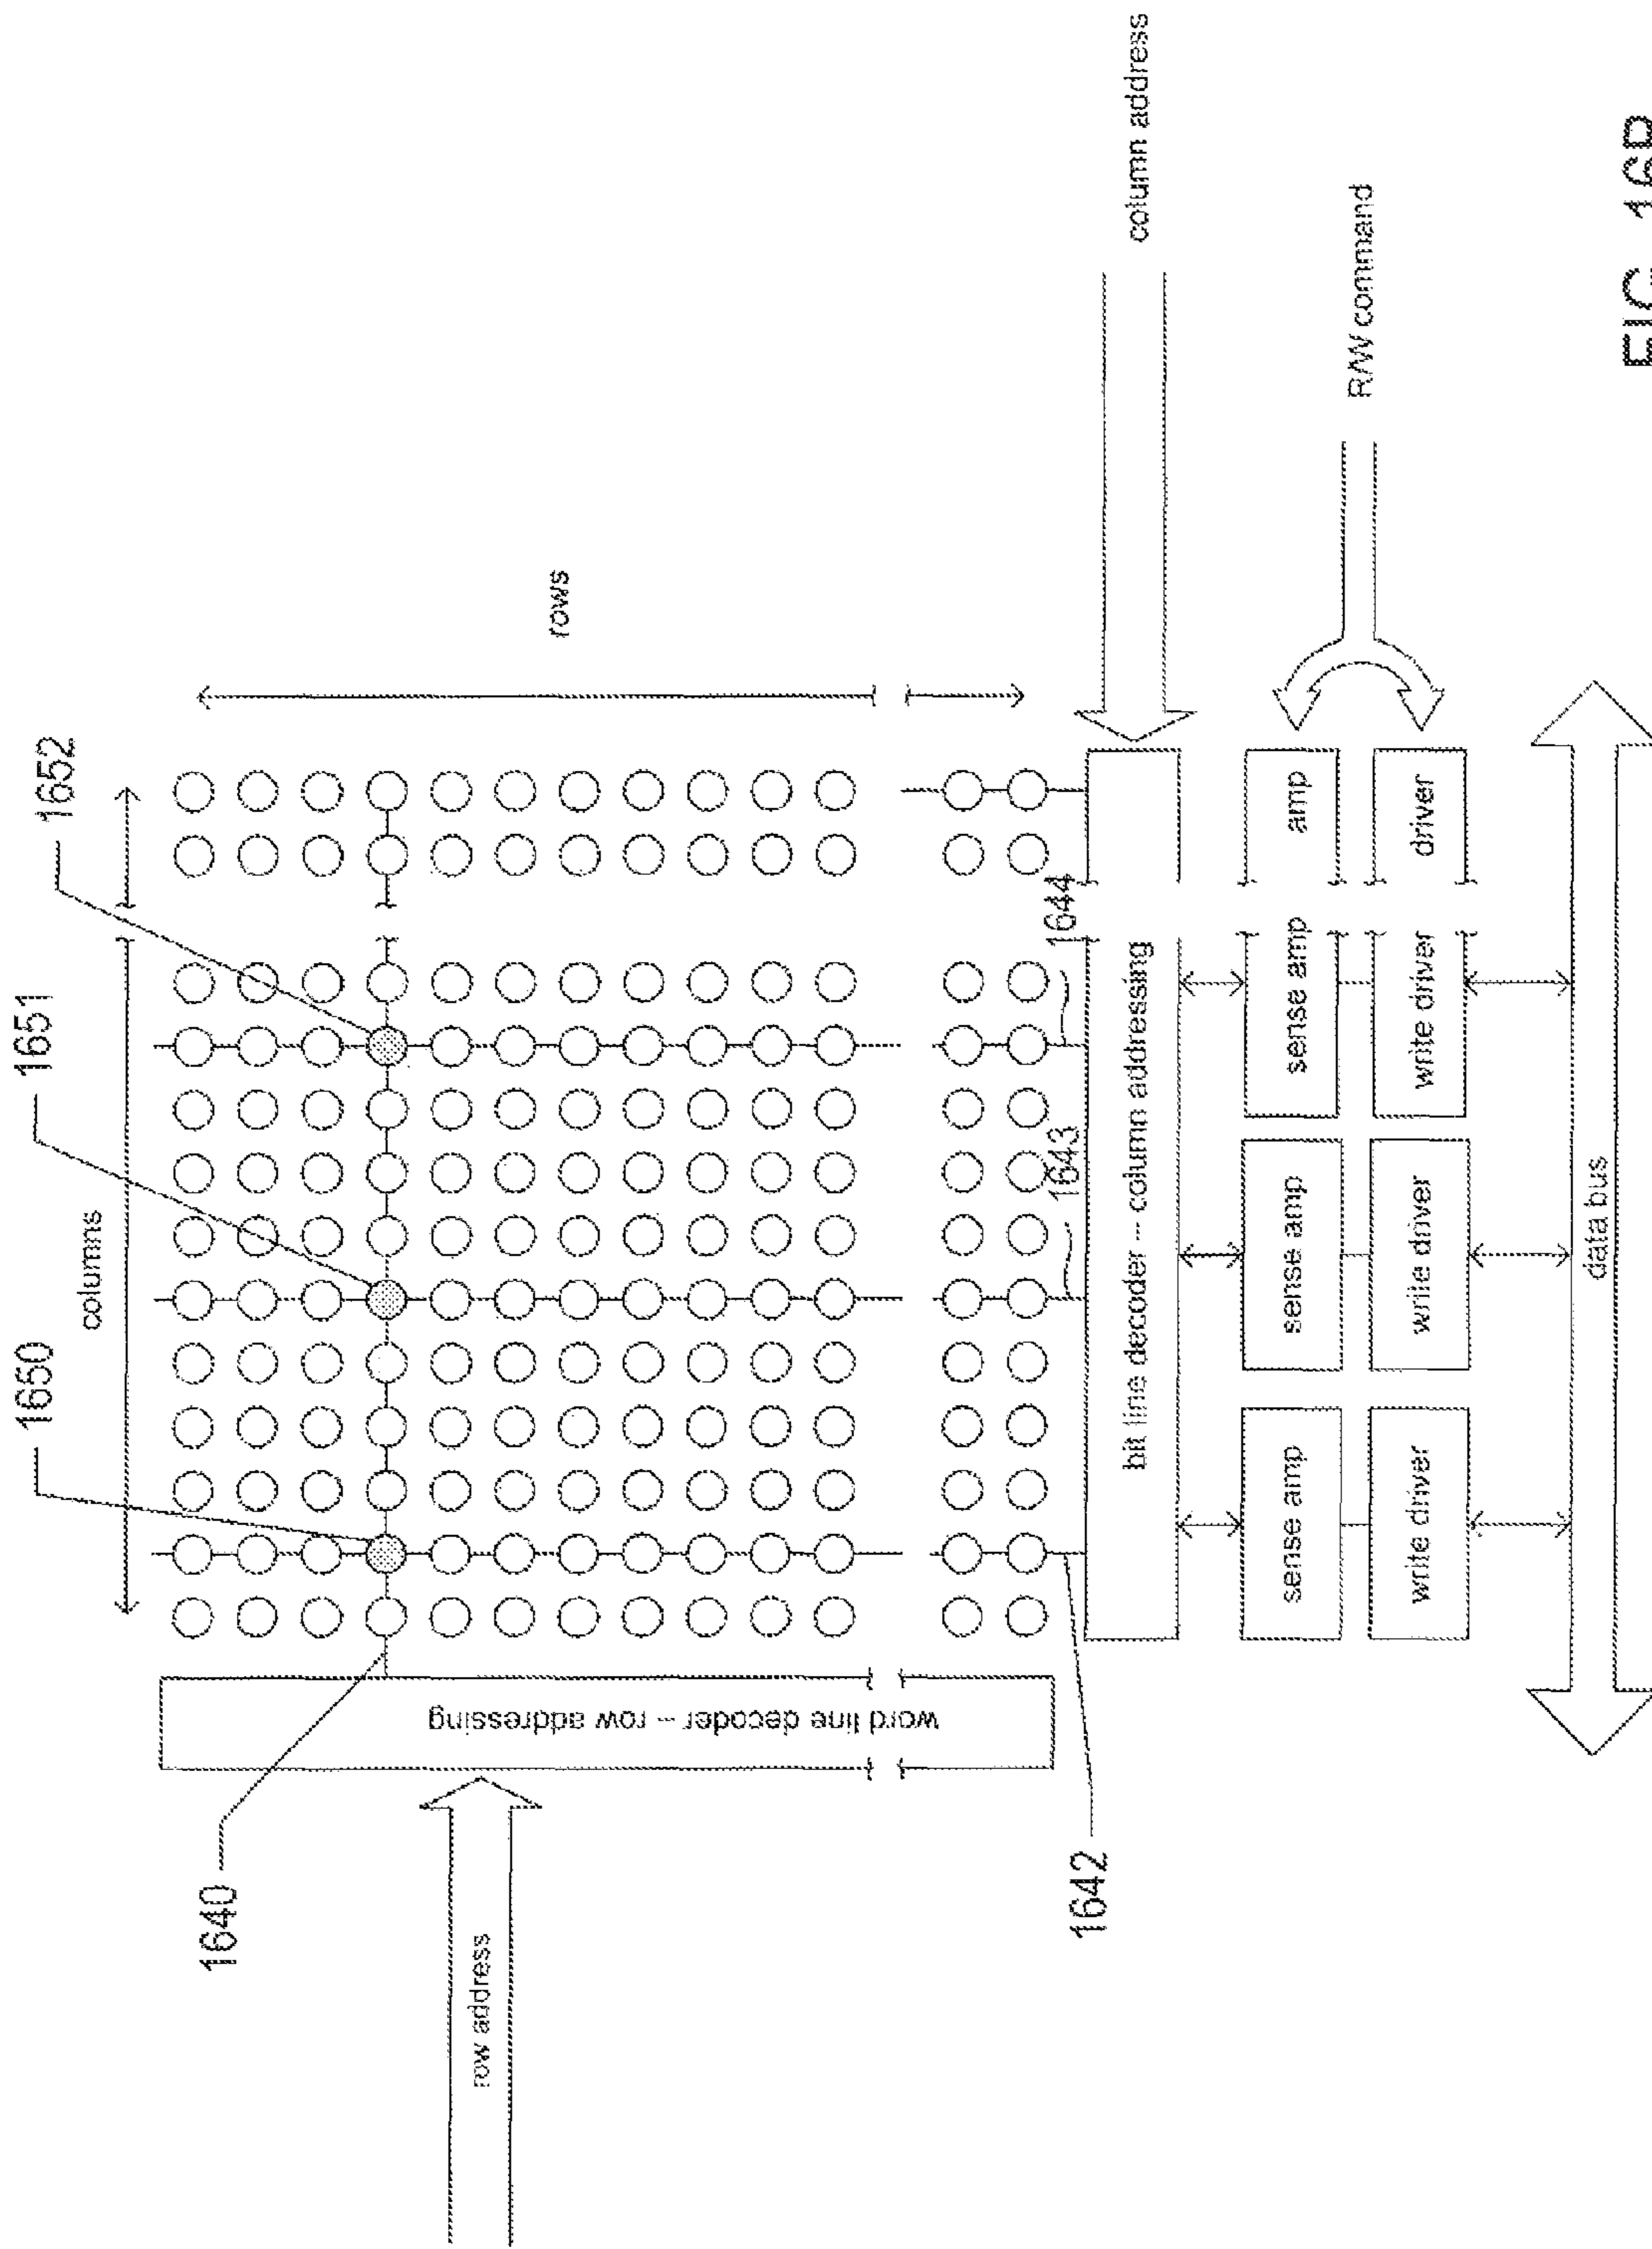 1650
1651
1652
columns
rows
1640
row address
word line decoder -- row addressing
1642
1643
1644
bit line decoder -- column addressing
column address
sense amp
sense amp
sense amp
amp
write driver
write driver
write driver
driver
R/W command
data bus
FIG. 16B